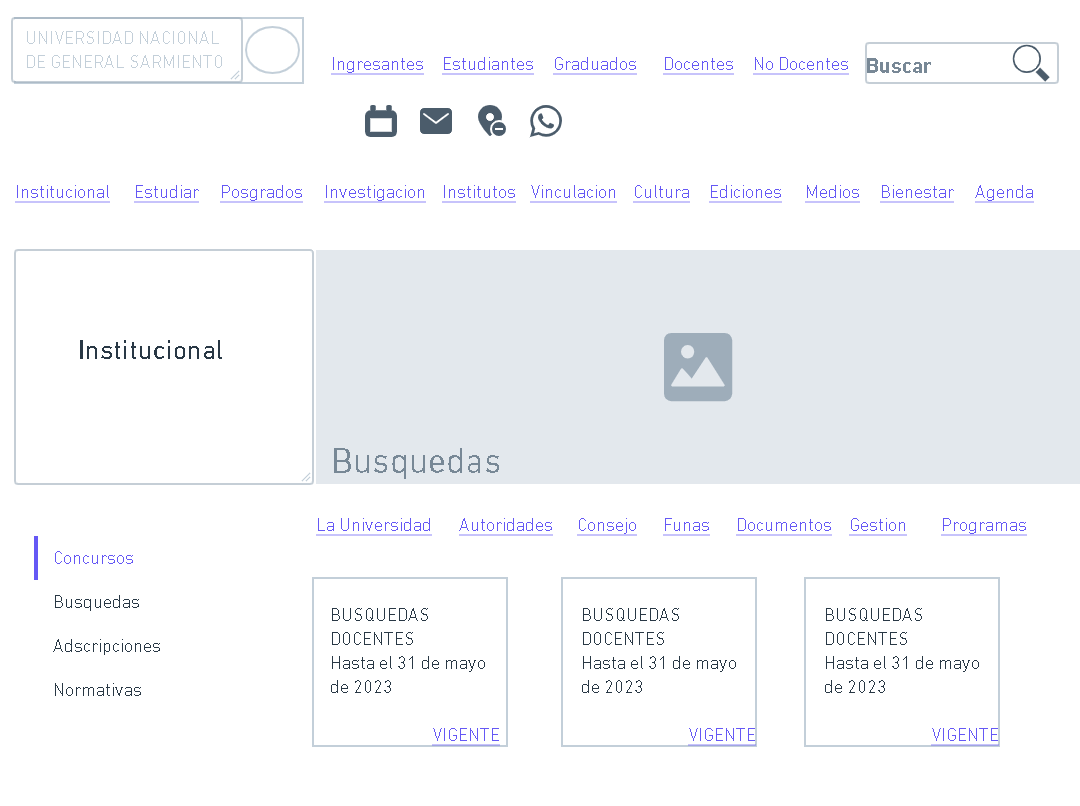 UNIVERSIDAD NACIONAL
DE GENERAL SARMIENTO
Ingresantes Estudiantes Graduados Docentes No Docentes
Buscar
Institucional Estudiar Posgrados Investigacion Institutos Vinculacion Cultura Ediciones Medios Bienestar Agenda
Institucional
Busquedas
La Universidad Autoridades Consejo Funas Documentos Gestion Programas
Concursos
Busquedas
Adscripciones
Normativas
BUSQUEDAS
DOCENTES
Hasta el 31 de mayo
de 2023
VIGENTE
BUSQUEDAS
DOCENTES
Hasta el 31 de mayo
de 2023
VIGENTE
BUSQUEDAS
DOCENTES
Hasta el 31 de mayo
de 2023
VIGENTE